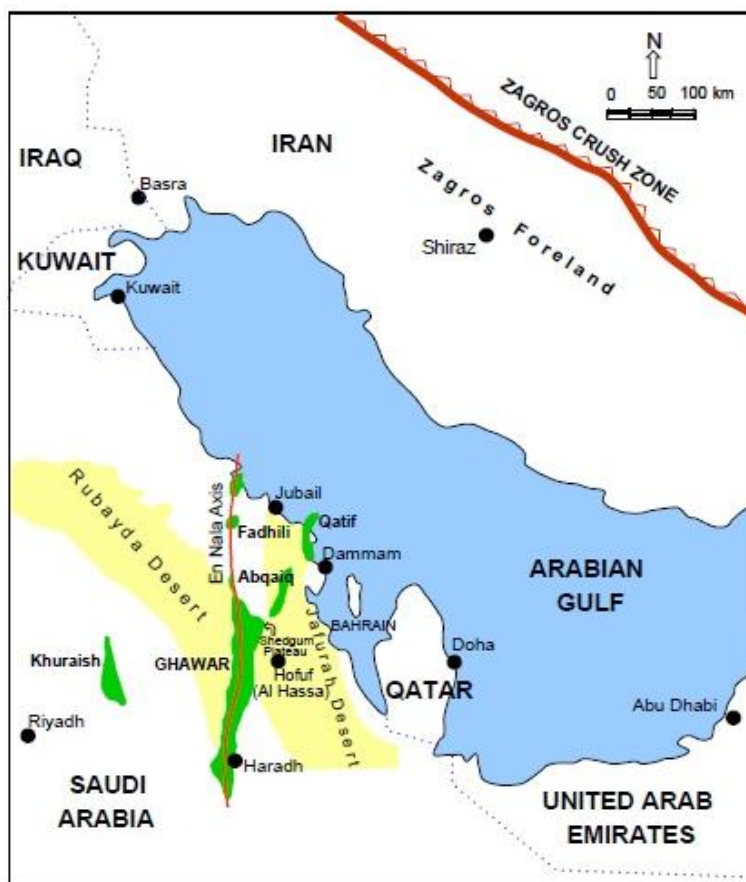 N
0 50 100 km
ZAGROS CRUSH ZONE
IRAN
IRAQ
Basra
Zagros Foreland
Shiraz
KUWAIT
Kuwait
Rubayda Desert
En Nala Axis
Jubail
Qatif
Fadhili
Dammam
Abqaiq
ARABIAN
GULF
BAHRAIN
Jafurah Desert
Shedgum
Plateau
Khuraish
GHAWAR
Hofuf
(Al Hassa)
Doha
QATAR
Abu Dhabi
Riyadh
Haradh
SAUDI
ARABIA
UNITED ARAB
EMIRATES